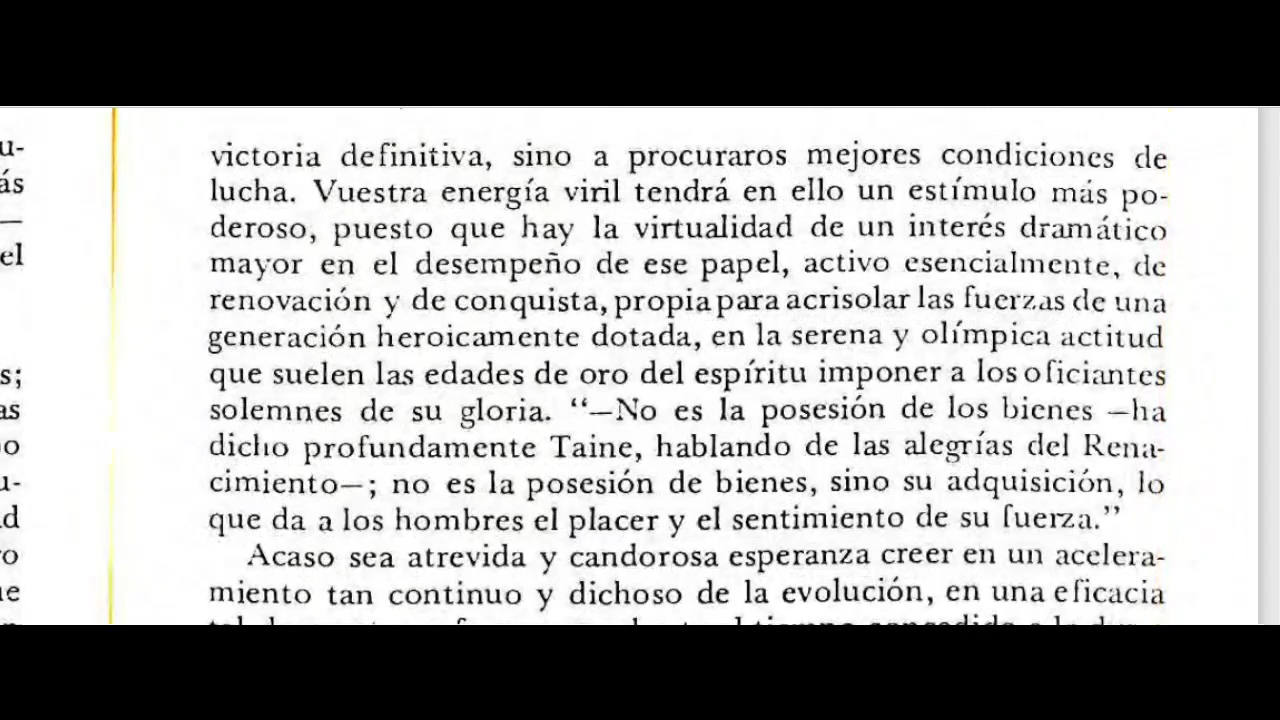 victoria definitiva, sino a procuraros mejores condiciones de
lucha. Vuestra energía viril tendrá en ello un estímulo más po-
deroso, puesto que hay la virtualidad de un interés dramático
mayor en el desempeño de ese papel, activo esencialmente, de
renovación y de conquista, propia para acrisolar las fuerzas de una
generación heroicamente dotada, en la serena y olímpica actitud
que suelen las edades de oro del espíritu imponer a los oficiantes
solemnes de su gloria. “—No es la posesión de los bienes —ha
dicho profundamente Taine, hablando de las alegrías del Rena-
cimiento—; no es la posesión de bienes, sino su adquisición, lo
que da a los hombres el placer y el sentimiento de su fuerza.”
Acaso sea atrevida y candorosa esperanza creer en un acelera-
miento tan continuo y dichoso de la evolución, en una eficacia